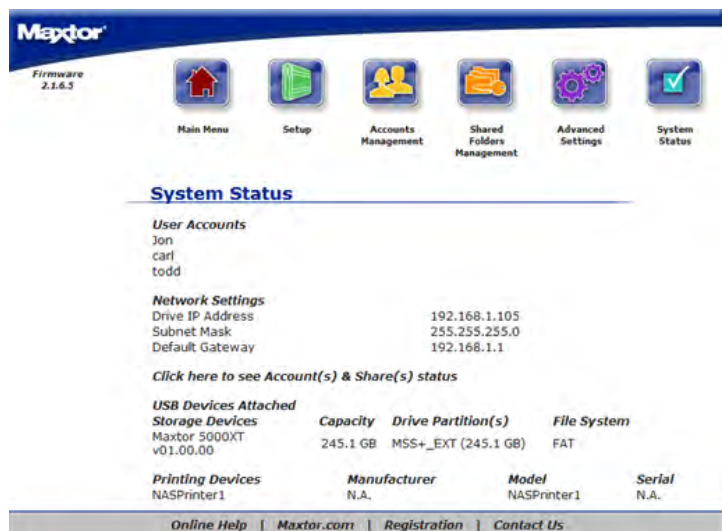 Maxtor
Firmware
2.1.6.5
Main Menu
Setup
Accounts
Management
Shared
Folders
Management
Advanced
Settings
System
Status
System Status
User Accounts
Jon
carl
todd
Network Settings
Drive IP Address 192.168.1.105
Subnet Mask 255.255.255.0
Default Gateway 192.168.1.1
Click here to see Account(s) & Share(s) status
USB Devices Attached
Storage Devices Capacity Drive Partition(s) File System
Maxtor 5000XT
v01.00.00 245.1 GB MSS+_EXT (245.1 GB) FAT
Printing Devices Manufacturer Model Serial
NASPrinter1 N.A. NASPrinter1 N.A.
Online Help | Maxtor.com | Registration | Contact Us